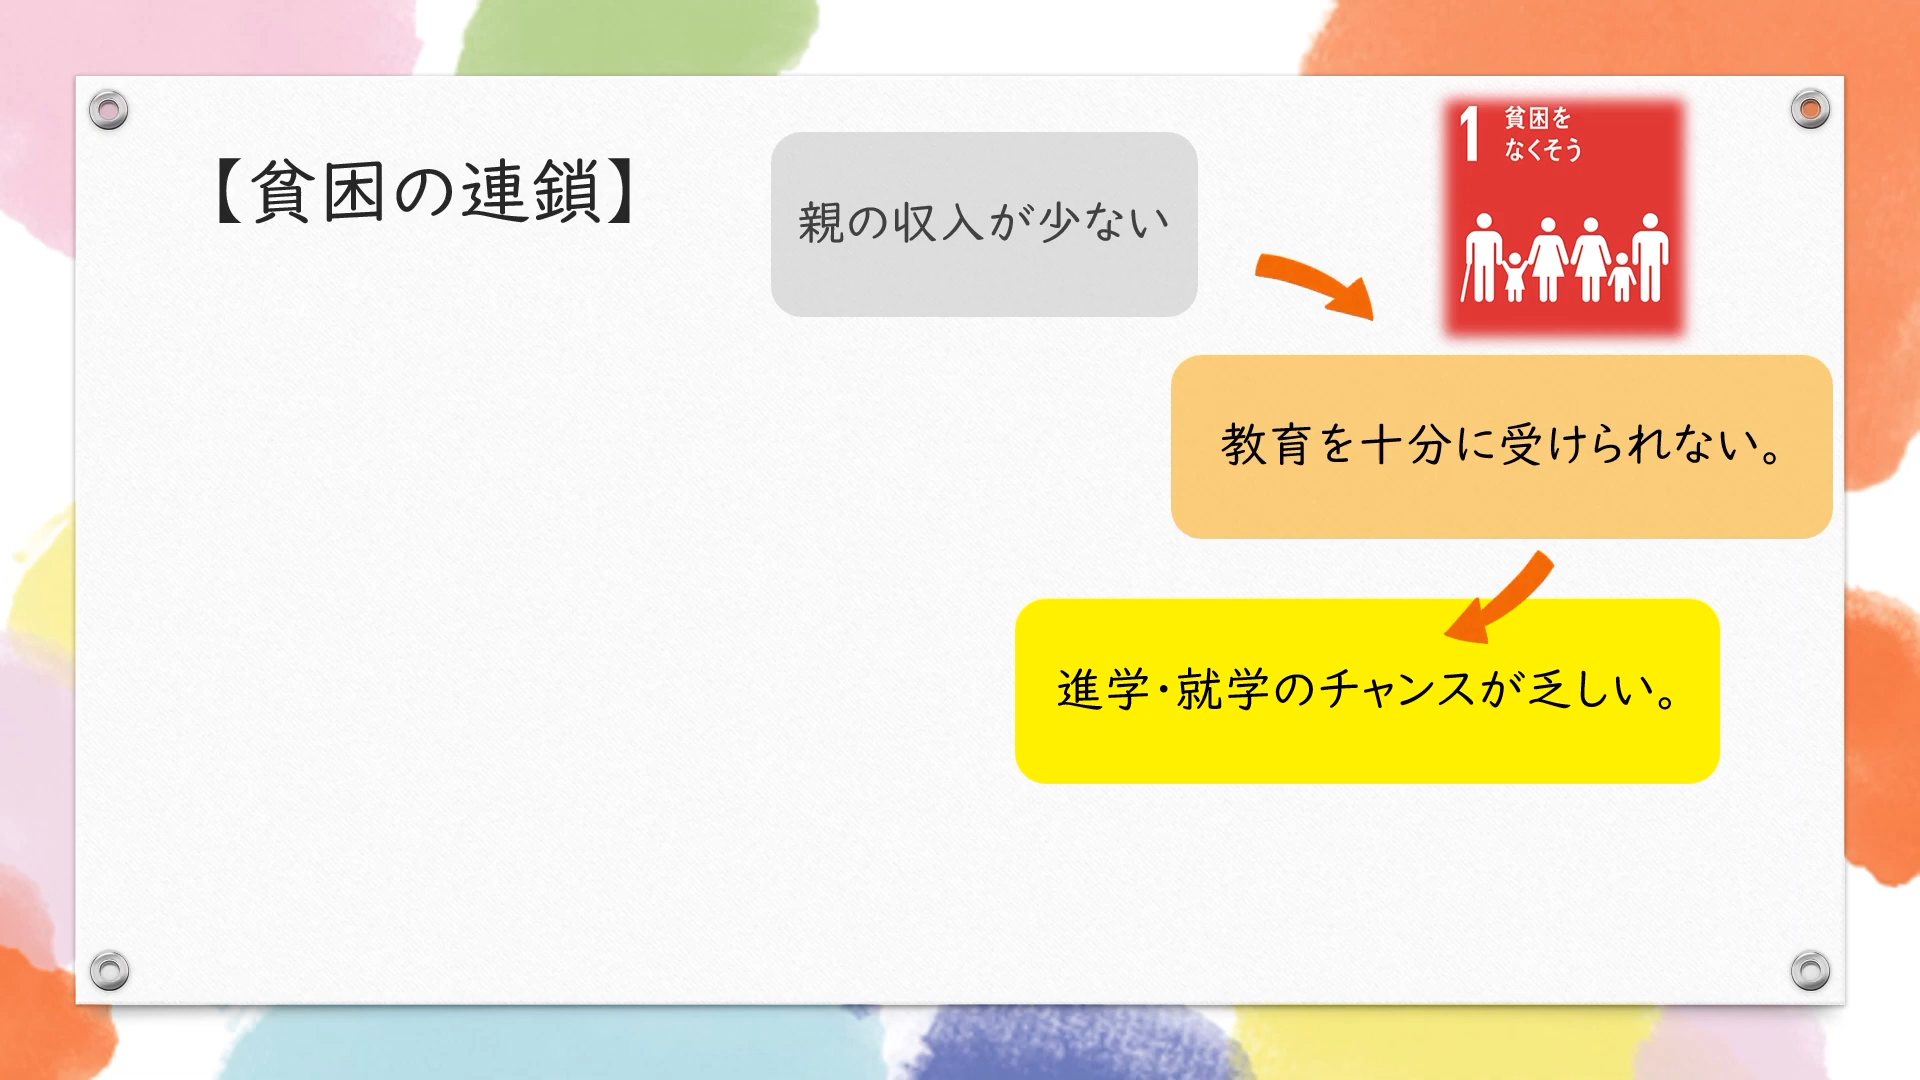 【貧困の連鎖】
親の収入が少ない
1 貧困を
なくそう
教育を十分に受けられない。
進学・就学のチャンスが乏しい。